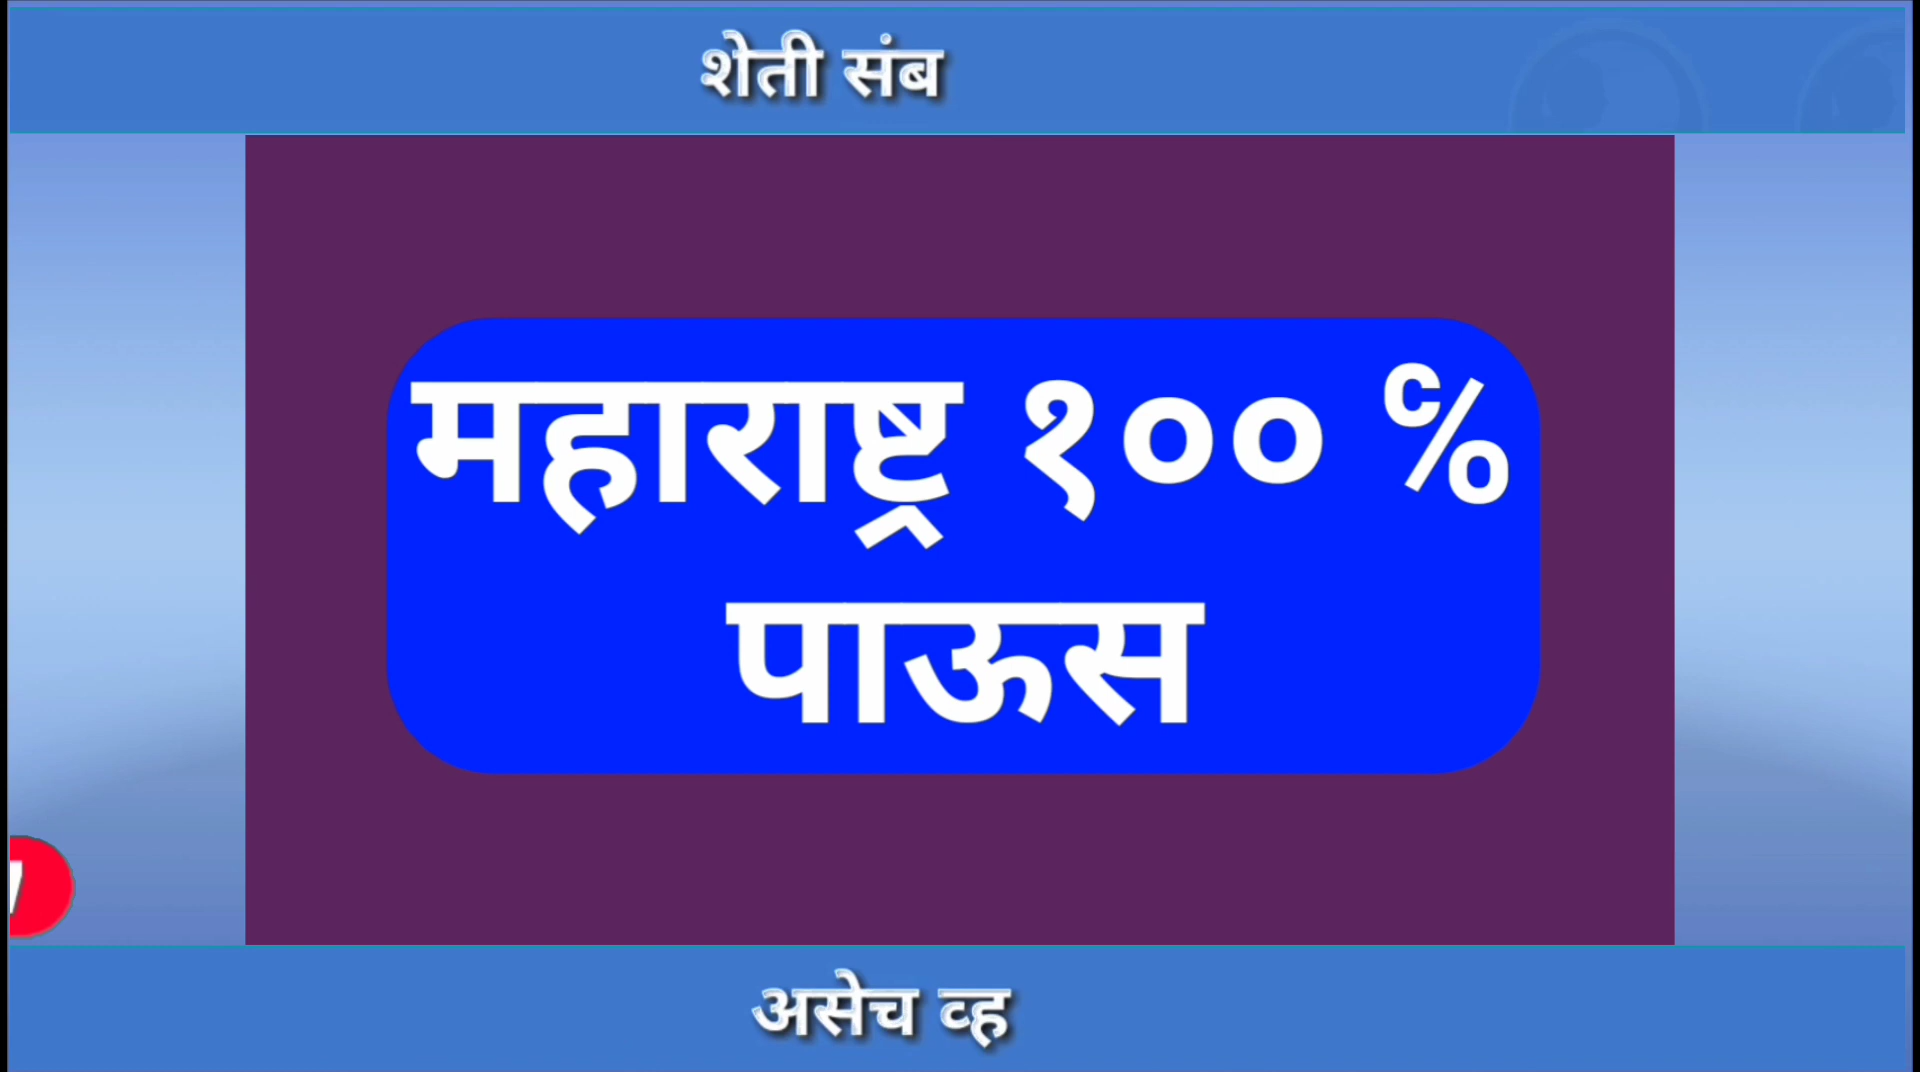 शेती संब
महाराष्ट्र १०० %
पाऊस
असेच व्ह